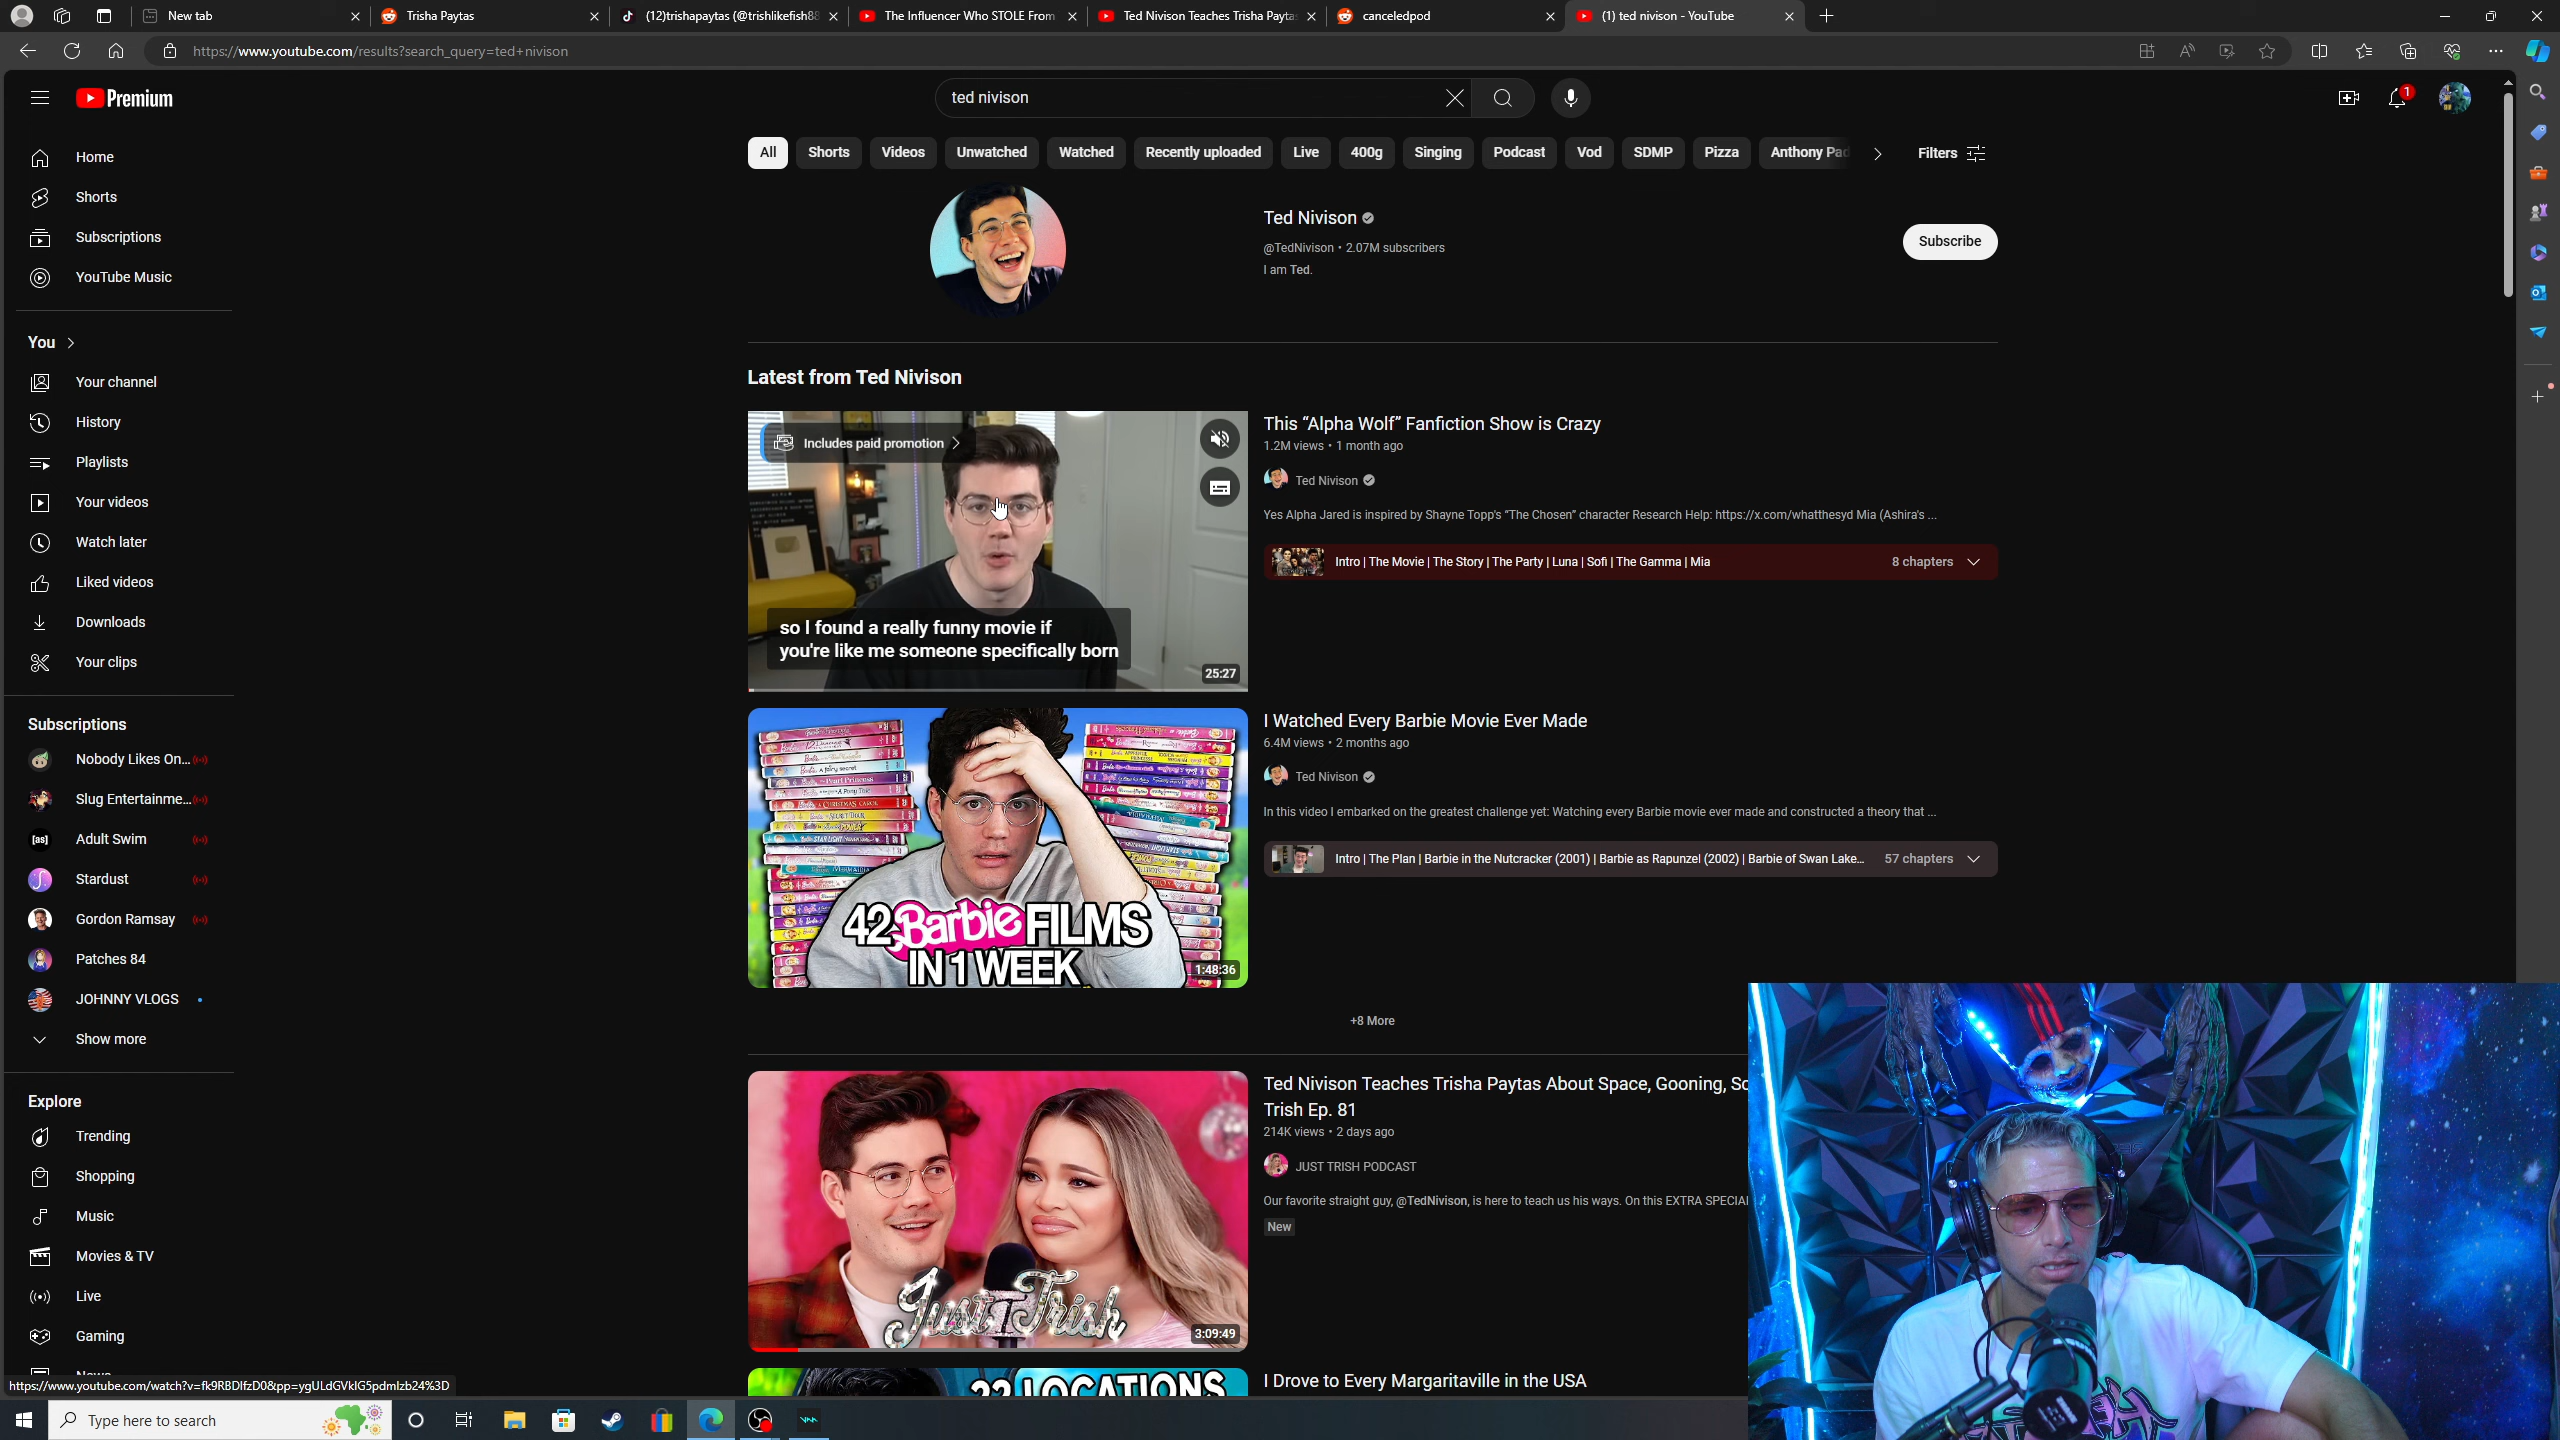 New tab
Trisha Paytas
(12)trishapaytas (@trishlikefish88
The Influencer Who STOLE From
Ted Nivison Teaches Trisha Payta
canceledpod
(1) ted nivison - YouTube
https://www.youtube.com/results?search_query=ted+nivison
Premium
ted nivison
1
All
Shorts
Videos
Unwatched
Watched
Recently uploaded
Live
400g
Singing
Podcast
Vod
SDMP
Pizza
Anthony Pad
Filters
Home
Shorts
Subscriptions
YouTube Music
You
Your channel
History
Playlists
Your videos
Watch later
Liked videos
Downloads
Your clips
Subscriptions
Nobody Likes On...
Slug Entertainme...
[as] Adult Swim
Stardust
Gordon Ramsay
Patches 84
JOHNNY VLOGS
Show more
Explore
Trending
Shopping
Music
Movies & TV
Live
Gaming
News
Ted Nivison
@TedNivison • 2.07M subscribers
I am Ted.
Subscribe
Latest from Ted Nivison
Includes paid promotion
so I found a really funny movie if
you're like me someone specifically born
25:27
This “Alpha Wolf” Fanfiction Show is Crazy
1.2M views • 1 month ago
Ted Nivison
Yes Alpha Jared is inspired by Shayne Topp's "The Chosen" character Research Help: https://x.com/whatthesyd Mia (Ashira's ...
Intro | The Movie | The Story | The Party | Luna | Sofi | The Gamma | Mia
8 chapters
42 Barbie FILMS
IN 1 WEEK
1:48:36
I Watched Every Barbie Movie Ever Made
6.4M views • 2 months ago
Ted Nivison
In this video I embarked on the greatest challenge yet: Watching every Barbie movie ever made and constructed a theory that ...
Intro | The Plan | Barbie in the Nutcracker (2001) | Barbie as Rapunzel (2002) | Barbie of Swan Lake...
57 chapters
+8 More
Just Trish
3:09:49
Ted Nivison Teaches Trisha Paytas About Space, Gooning, Sc
Trish Ep. 81
214K views • 2 days ago
JUST TRISH PODCAST
Our favorite straight guy, @TedNivison, is here to teach us his ways. On this EXTRA SPECIAL
New
22 LOCATIONS
I Drove to Every Margaritaville in the USA
https://www.youtube.com/watch?v=fk9RBDIfzD0&pp=ygULdGVkIG5pdmlzb24%3D
Type here to search